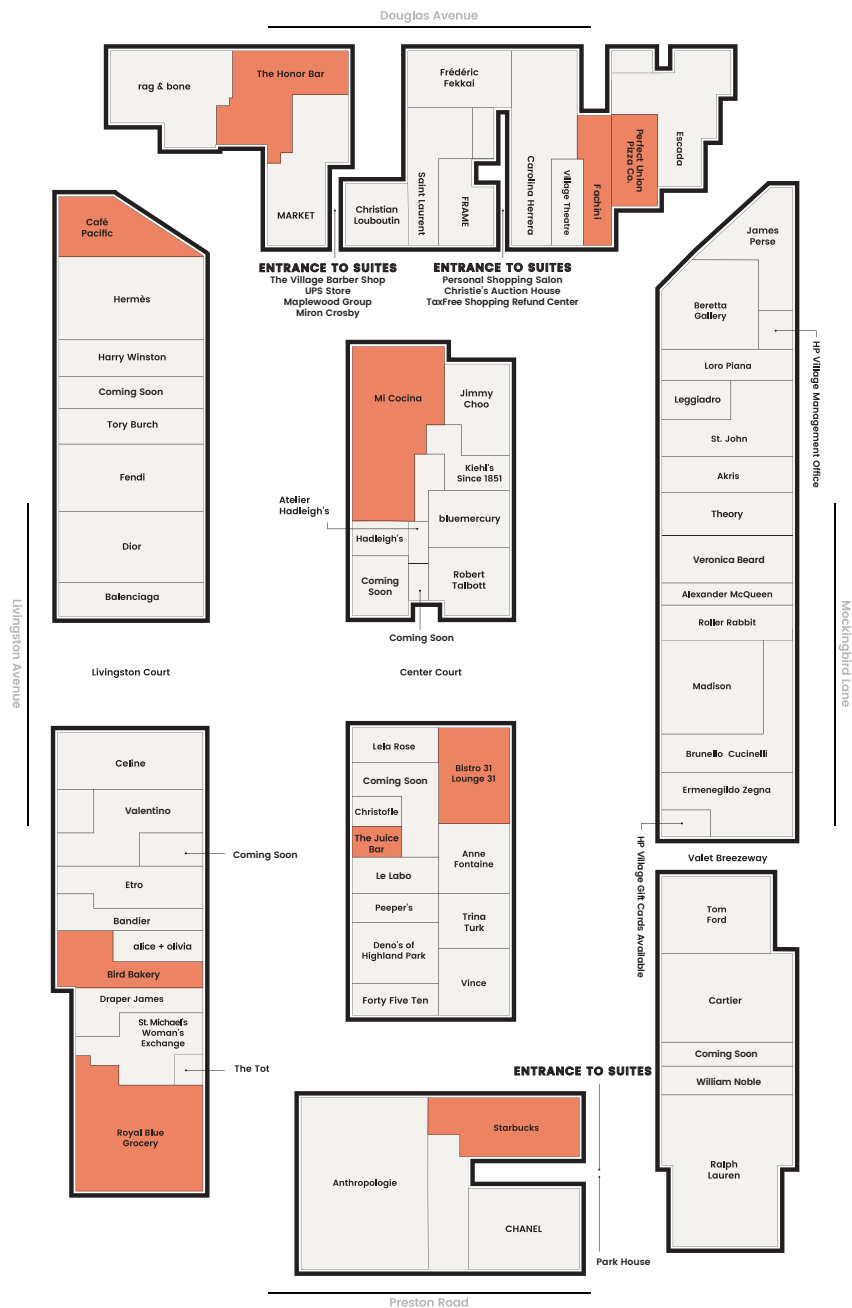 Douglas Avenue
rag & bone
The Honor Bar
MARKET
Frédéric
Fekkai
Christian
Louboutin
Saint Laurent
FRAME
Carolina Herrera
Village Theatre
Fachini
Perfect Union
Pizza Co.
Escada
ENTRANCE TO SUITES
The Village Barber Shop
UPS Store
Maplewood Group
Miron Crosby
ENTRANCE TO SUITES
Personal Shopping Salon
Christie's Auction House
TaxFree Shopping Refund Center
Café
Pacific
Hermès
Harry Winston
Coming Soon
Tory Burch
Fendi
Dior
Balenciaga
Livingston Avenue
Livingston Court
Mi Cocina
Jimmy
Choo
Kiehl's
Since 1851
Atelier
Hadleigh's
bluemercury
Hadleigh's
Coming
Soon
Robert
Talbott
Coming Soon
Center Court
James
Perse
Beretta
Gallery
HP Village Management Office
Loro Piana
Leggiadro
St. John
Akris
Theory
Veronica Beard
Alexander McQueen
Roller Rabbit
Madison
Brunello Cucinelli
Ermenegildo Zegna
HP Village Gift Cards Available
Mockingbird Lane
Valet Breezeway
Celine
Valentino
Coming Soon
Etro
Bandier
alice + olivia
Bird Bakery
Draper James
St. Michael's
Woman's
Exchange
The Tot
Royal Blue
Grocery
Lela Rose
Bistro 31
Lounge 31
Coming Soon
Christofle
The Juice
Bar
Anne
Fontaine
Le Labo
Peeper's
Trina
Turk
Deno's of
Highland Park
Vince
Forty Five Ten
Tom
Ford
Cartier
Coming Soon
William Noble
Ralph
Lauren
ENTRANCE TO SUITES
Starbucks
Anthropologie
CHANEL
Park House
Preston Road